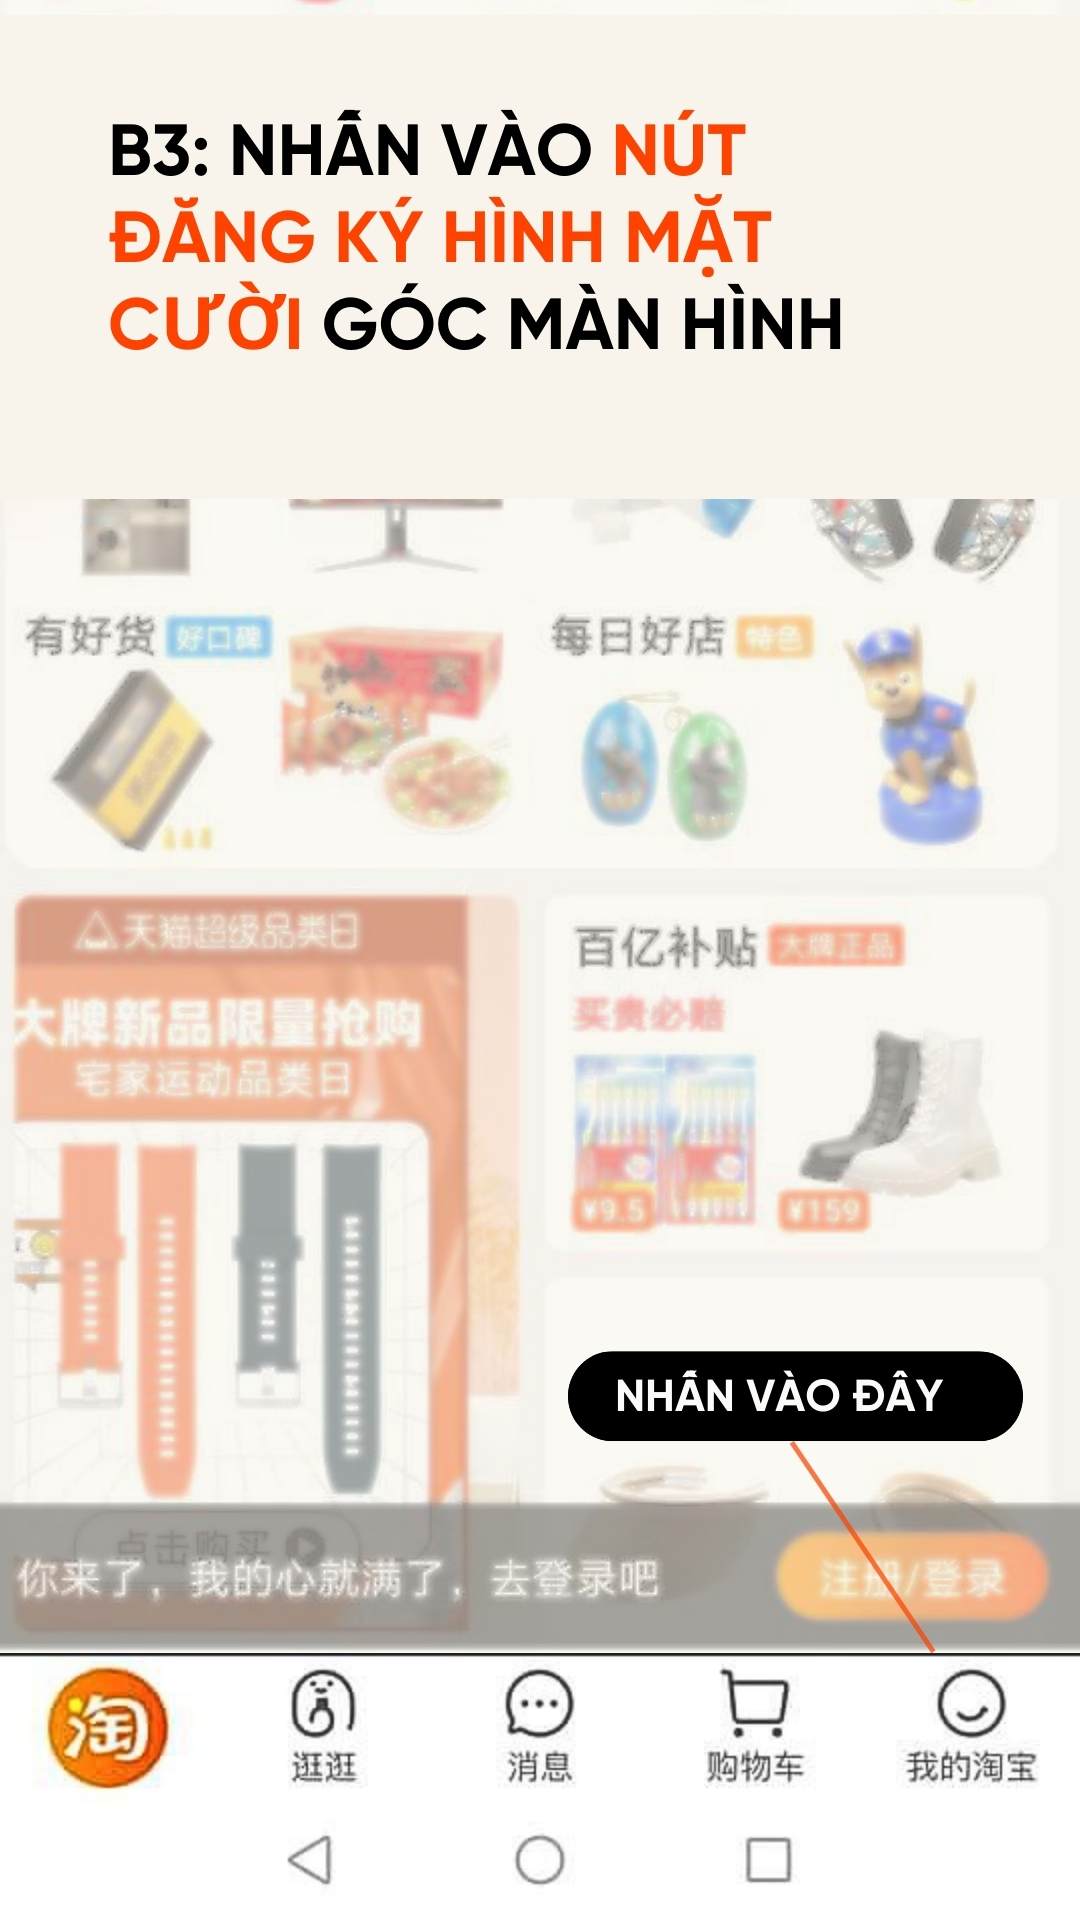 B3: NHẤN VÀO NÚT
ĐĂNG KÝ HÌNH MẶT
CƯỜI GÓC MÀN HÌNH
有好货 好口碑
每日好店 特色
天猫超级品类日
大牌新品限量抢购
宅家运动品类日
百亿补贴 大牌正品
买贵必赔
¥9.5
¥159
NHẤN VÀO ĐÂY
点击购买
你来了，我的心就满了，去登录吧
注册/登录
淘
逛逛
消息
购物车
我的淘宝